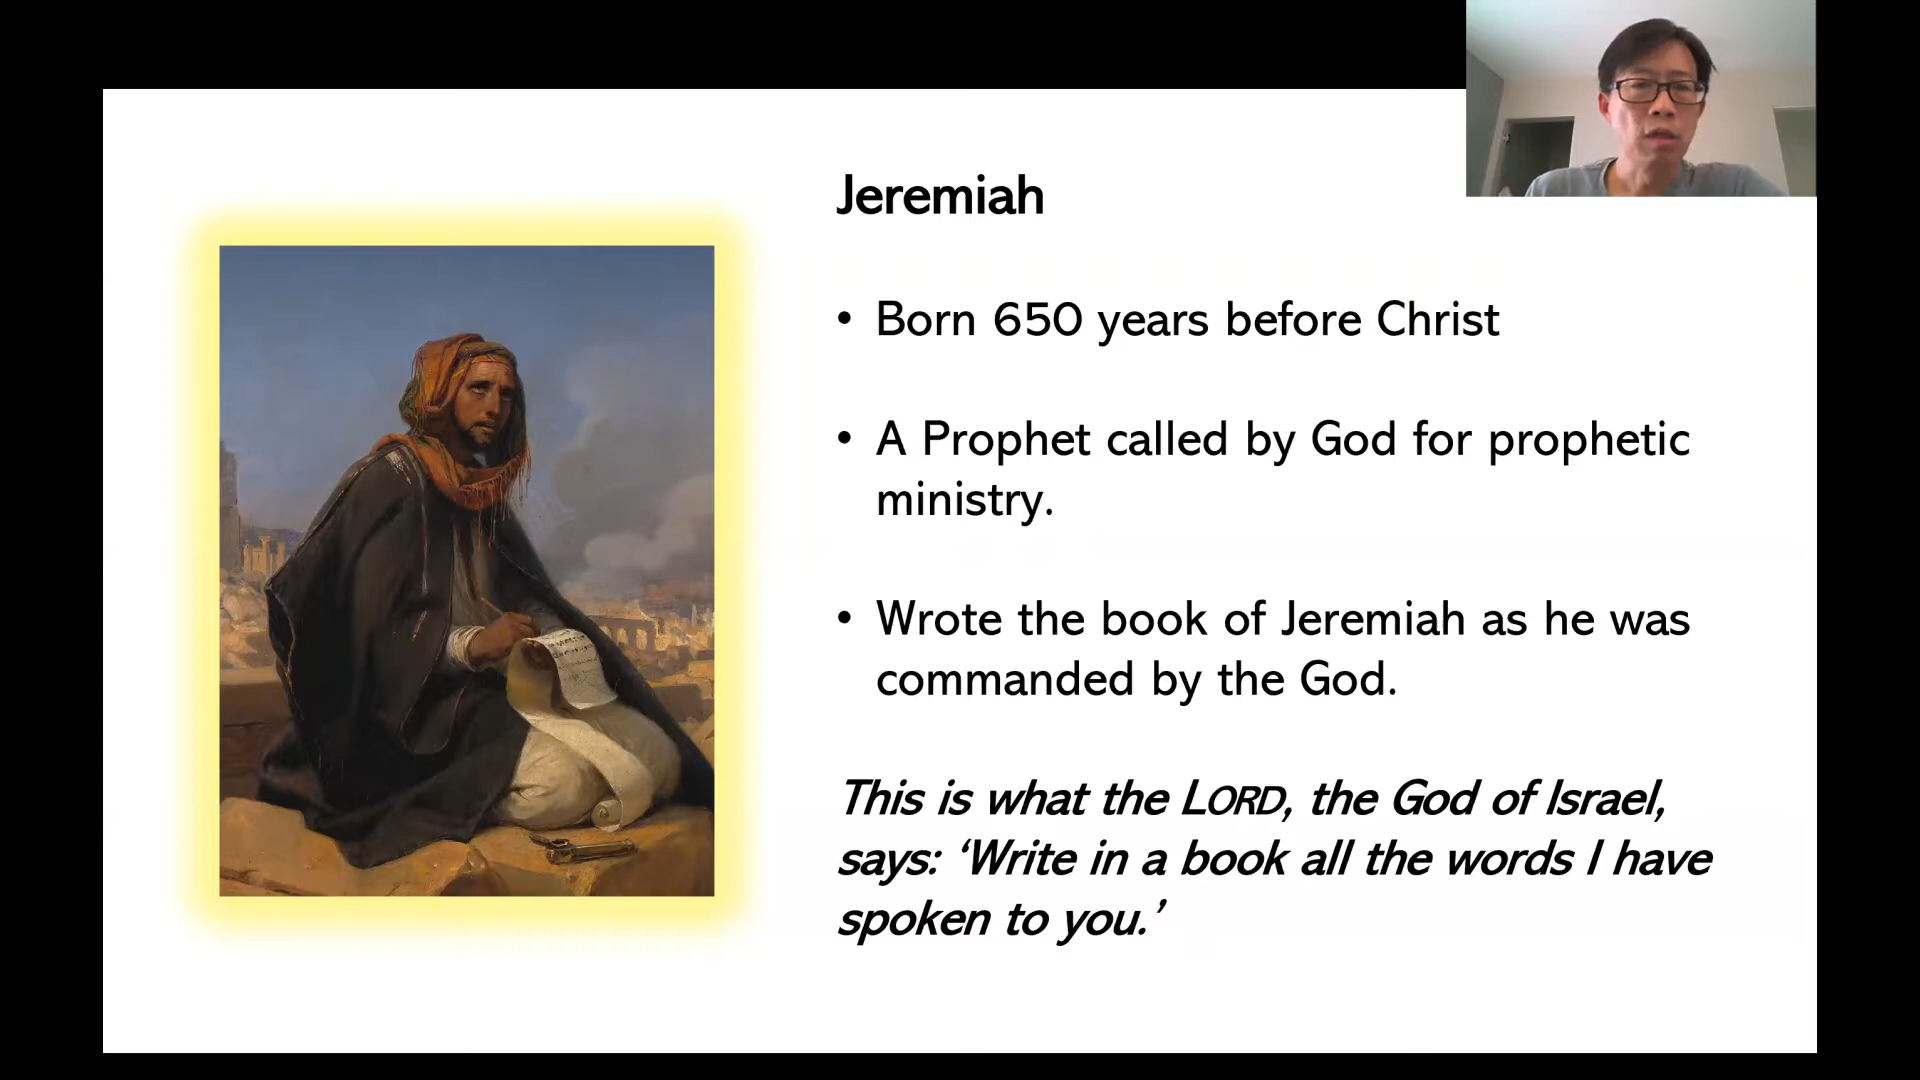 Jeremiah
• Born 650 years before Christ
• A Prophet called by God for prophetic
ministry.
• Wrote the book of Jeremiah as he was
commanded by the God.
This is what the LORD, the God of Israel,
says: ‘Write in a book all the words I have
spoken to you.’